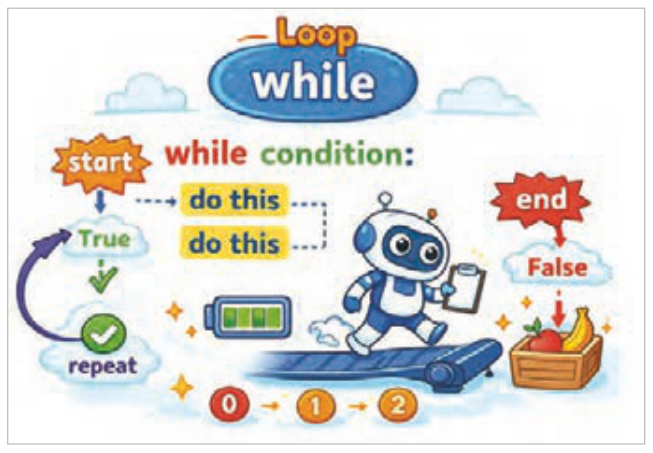 Loop
while
start
while condition:
do this
do this
True
repeat
end
False
0 → 1 → 2